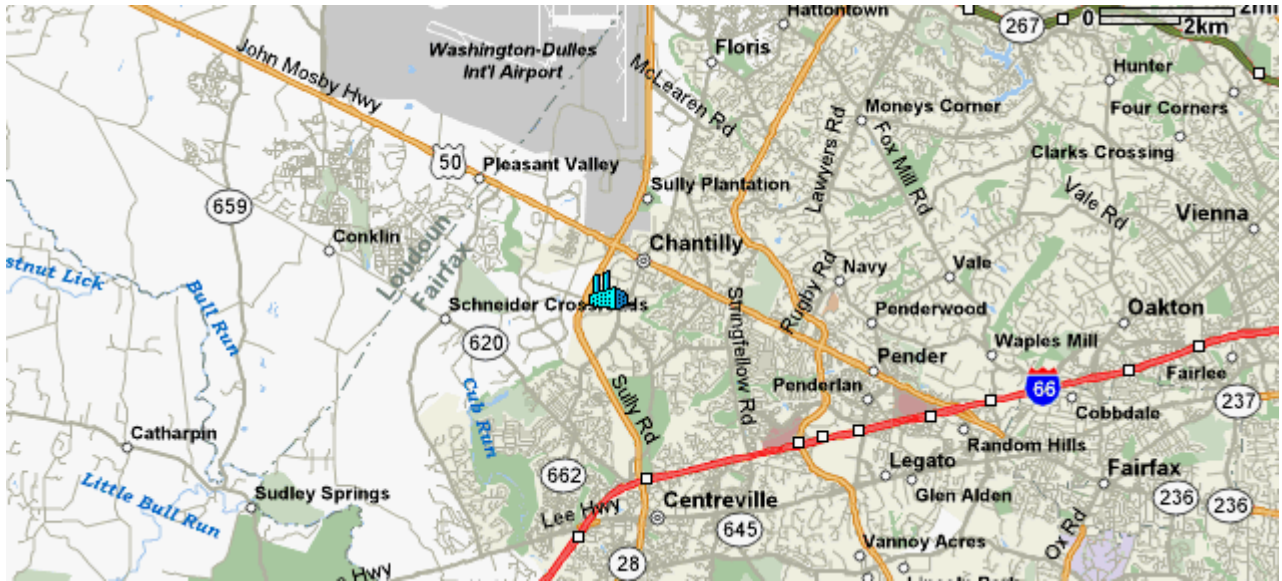 Hattontown
267
0
2km
Washington-Dulles
Int'l Airport
Floris
Hunter
John Mosby Hwy
McLearen Rd
Lawyers Rd
Moneys Corner
Four Corners
Fox Mill Rd
Clarks Crossing
50
Pleasant Valley
Sully Plantation
Vale Rd
659
Vienna
Conklin
Loudoun
Fairfax
Chantilly
Navy
Vale
Bull Run
Rugby Rd
Schneider
Stringfellow Rd
Penderwood
Oakton
620
Waples Mill
Pender
Fairlee
Cub Run
Sully Rd
Penderlan
66
Cobbdale
237
Catharpin
Random Hills
Little Bull Run
Sudley Springs
662
Legato
Fairfax
Lee Hwy
Centreville
Glen Alden
236
236
645
Ox Rd
28
Vannoy Acres
Hwy